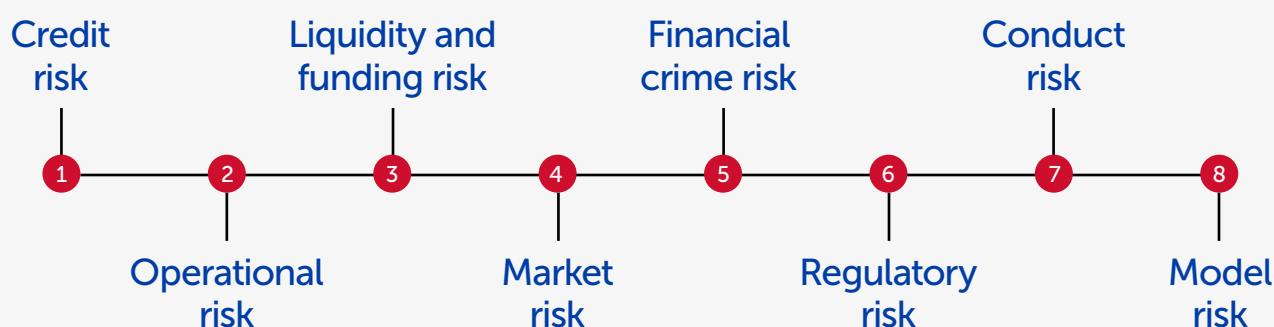 Credit
risk
Liquidity and
funding risk
Financial
crime risk
Conduct
risk
1
2
3
4
5
6
7
8
Operational
risk
Market
risk
Regulatory
risk
Model
risk